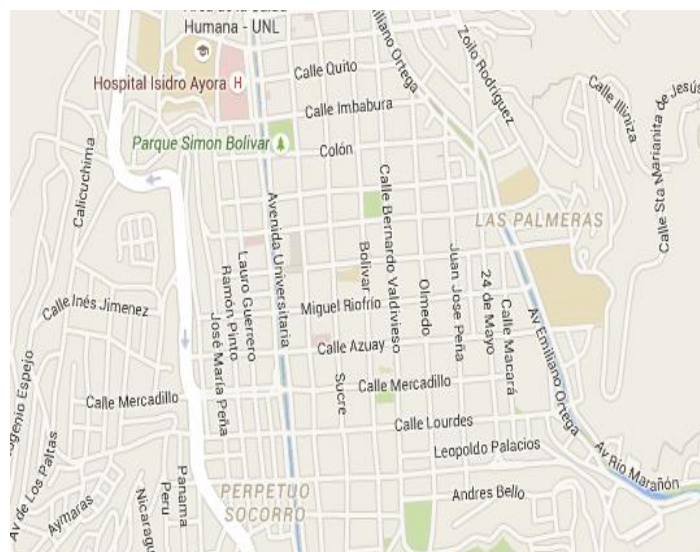 Humana - UNL
Calle Quito
Hospital Isidro Ayora
H
Calle Imbabura
Parque Simon Bolivar
Colón
Zoilo Rodriguez
Emiliano Ortega
Calle Illiniza
Calle Sta Marianita de Jesús
Calicuchima
LAS PALMERAS
Avenida Universitaria
Calle Bernardo Valdivieso
Bolivar
Lauro Guerrero
Ramón Pinto
José María Peña
Olmedo
Juan Jose Peña
24 de Mayo
Calle Macará
Av Emilliano Ortega
Calle Inés Jimenez
Miguel Riofrío
Calle Azuay
Sucre
Calle Mercadillo
Calle Mercadillo
Calle Lourdes
Leopoldo Palacios
Andres Bello
Av Rio Marañón
Espejo
Av de Los Paltas
Aymaras
Nicaragu
Peru
Panama
PERPETUO
SOCORRO